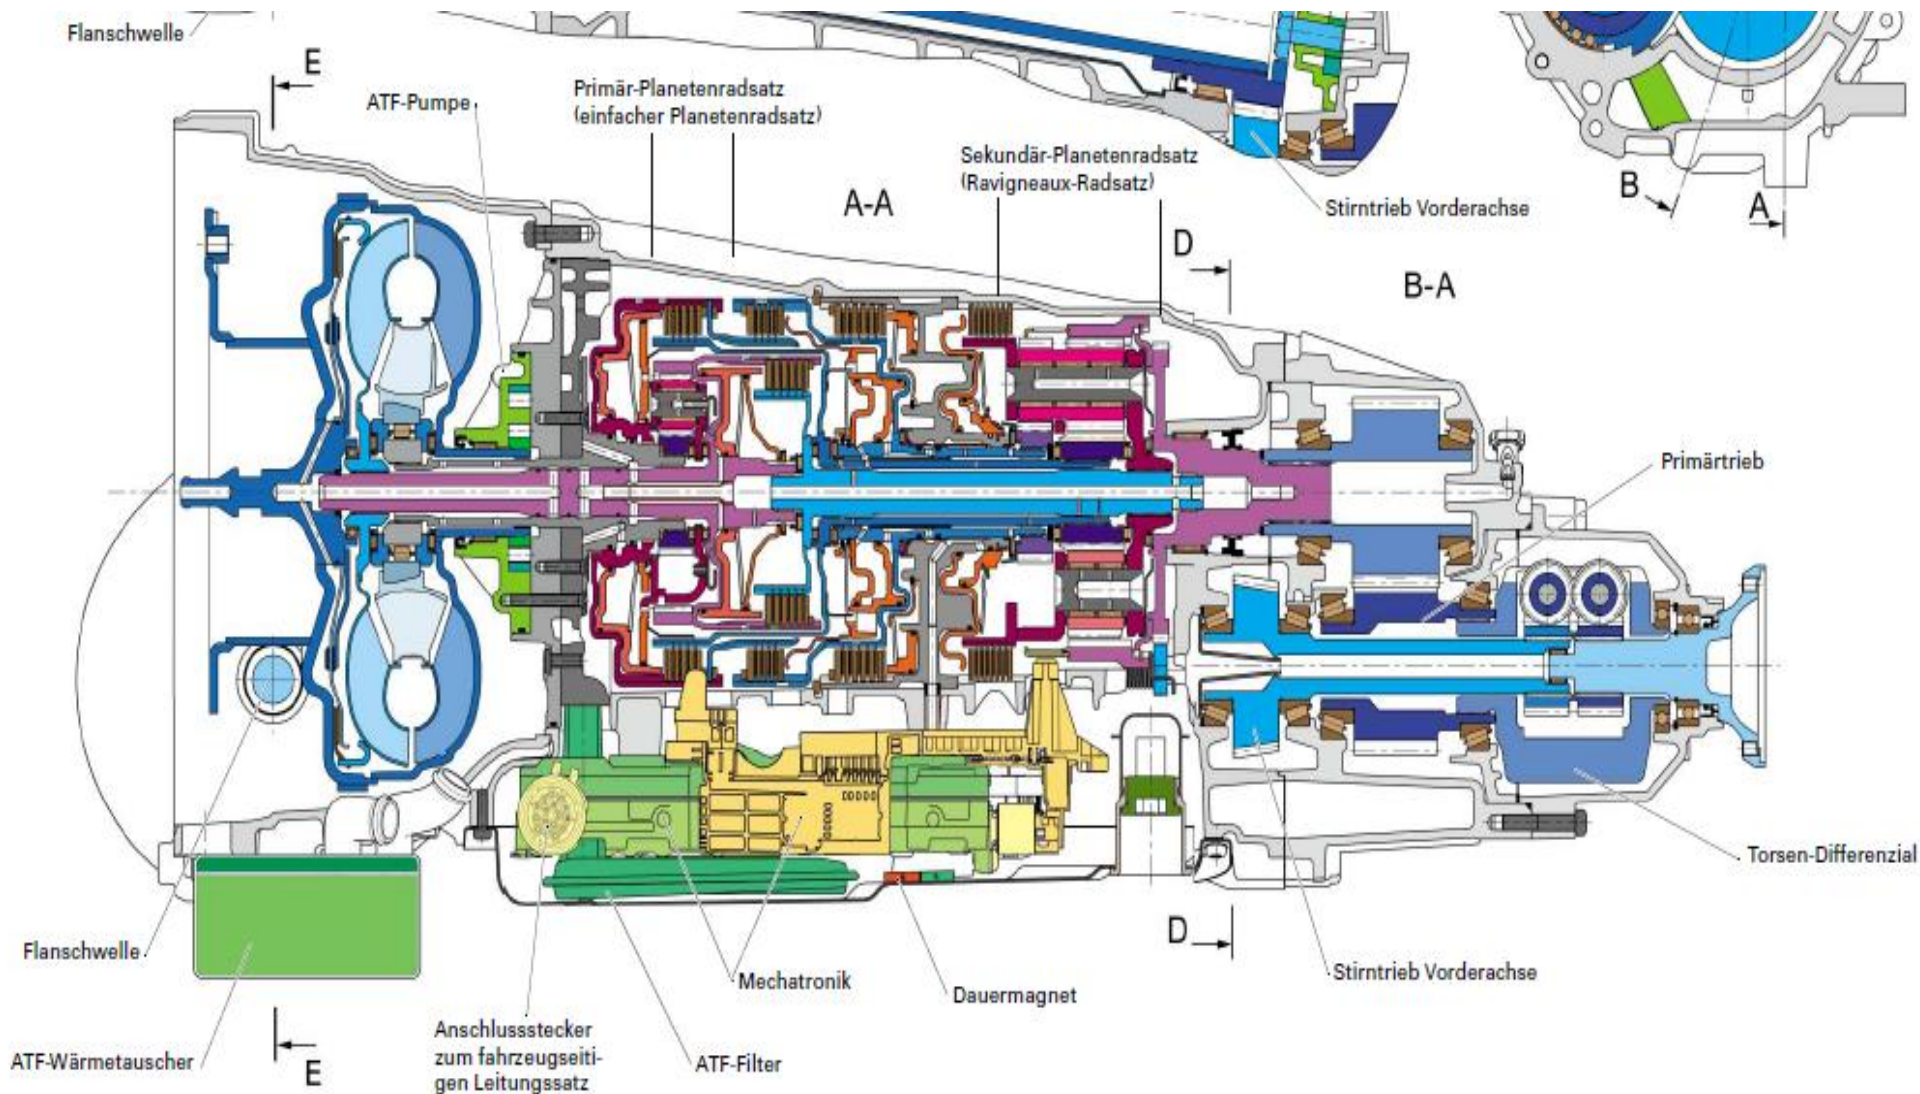 Flanschwelle
E
ATF-Pumpe
Primär-Planetenradsatz
(einfacher Planetenradsatz)
Sekundär-Planetenradsatz
(Ravigneaux-Radsatz)
A-A
Stirntrieb Vorderachse
B
A
D
B-A
Primärtrieb
Torsen-Differenzial
Flanschwelle
Mechatronik
D
Dauermagnet
Stirntrieb Vorderachse
Anschlussstecker
zum fahrzeugseiti-
gen Leitungssatz
ATF-Filter
ATF-Wärmetauscher
E